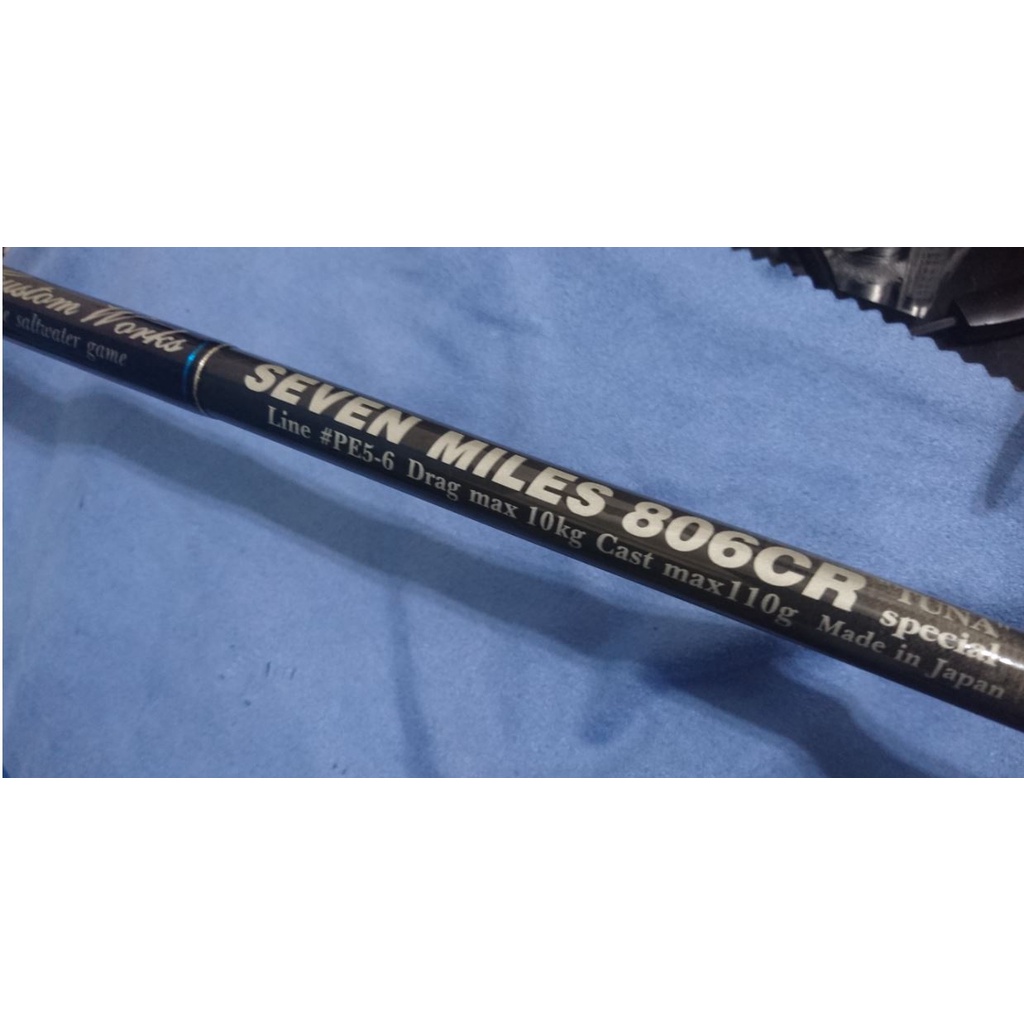 Custom Works
saltwater game
SEVEN MILES 806CR "TUNA" special
Line #PE5-6 Drag max 10kg Cast max110g Made in Japan